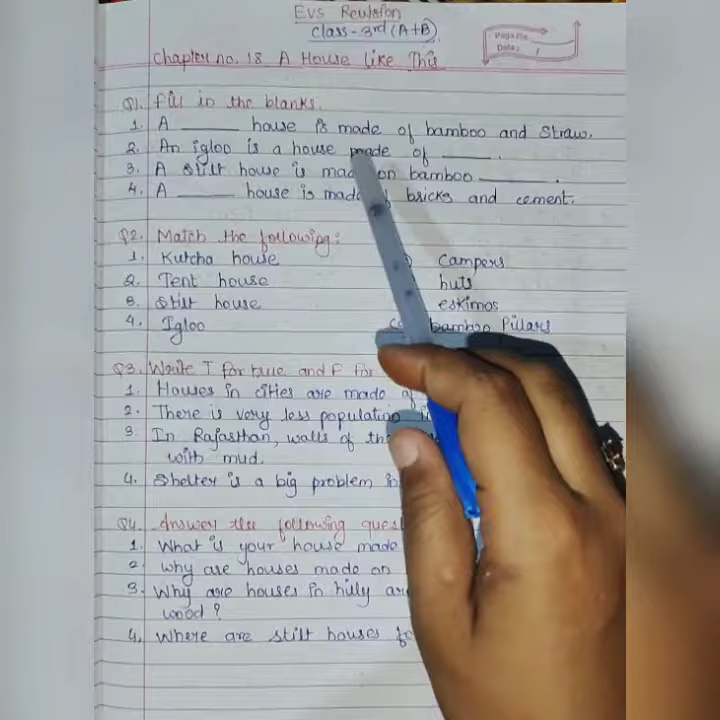 EVS Revision
Class-3rd (A+B)
Page No.
Date: /
Chapter no. 18 A House Like This
Q1. Fill in the blanks.
1. A ______ house is made of bamboo and straw.
2. An igloo is a house made of ______.
3. A stilt house is made on bamboo ______.
4. A ______ house is made of bricks and cement.
Q2. Match the following:
1. Kutcha house campers
2. Tent house huts
3. Stilt house eskimos
4. Igloo bamboo Pillars
Q3. Write T for true and F for
1. Houses in cities are made of
2. There is very less population in
3. In Rajasthan, walls of the
with mud.
4. Shelter is a big problem in
Q4. Answer the following ques
1. What is your house made
2. Why are houses made on
3. Why are houses in hilly are
wood?
4. Where are stilt houses fo